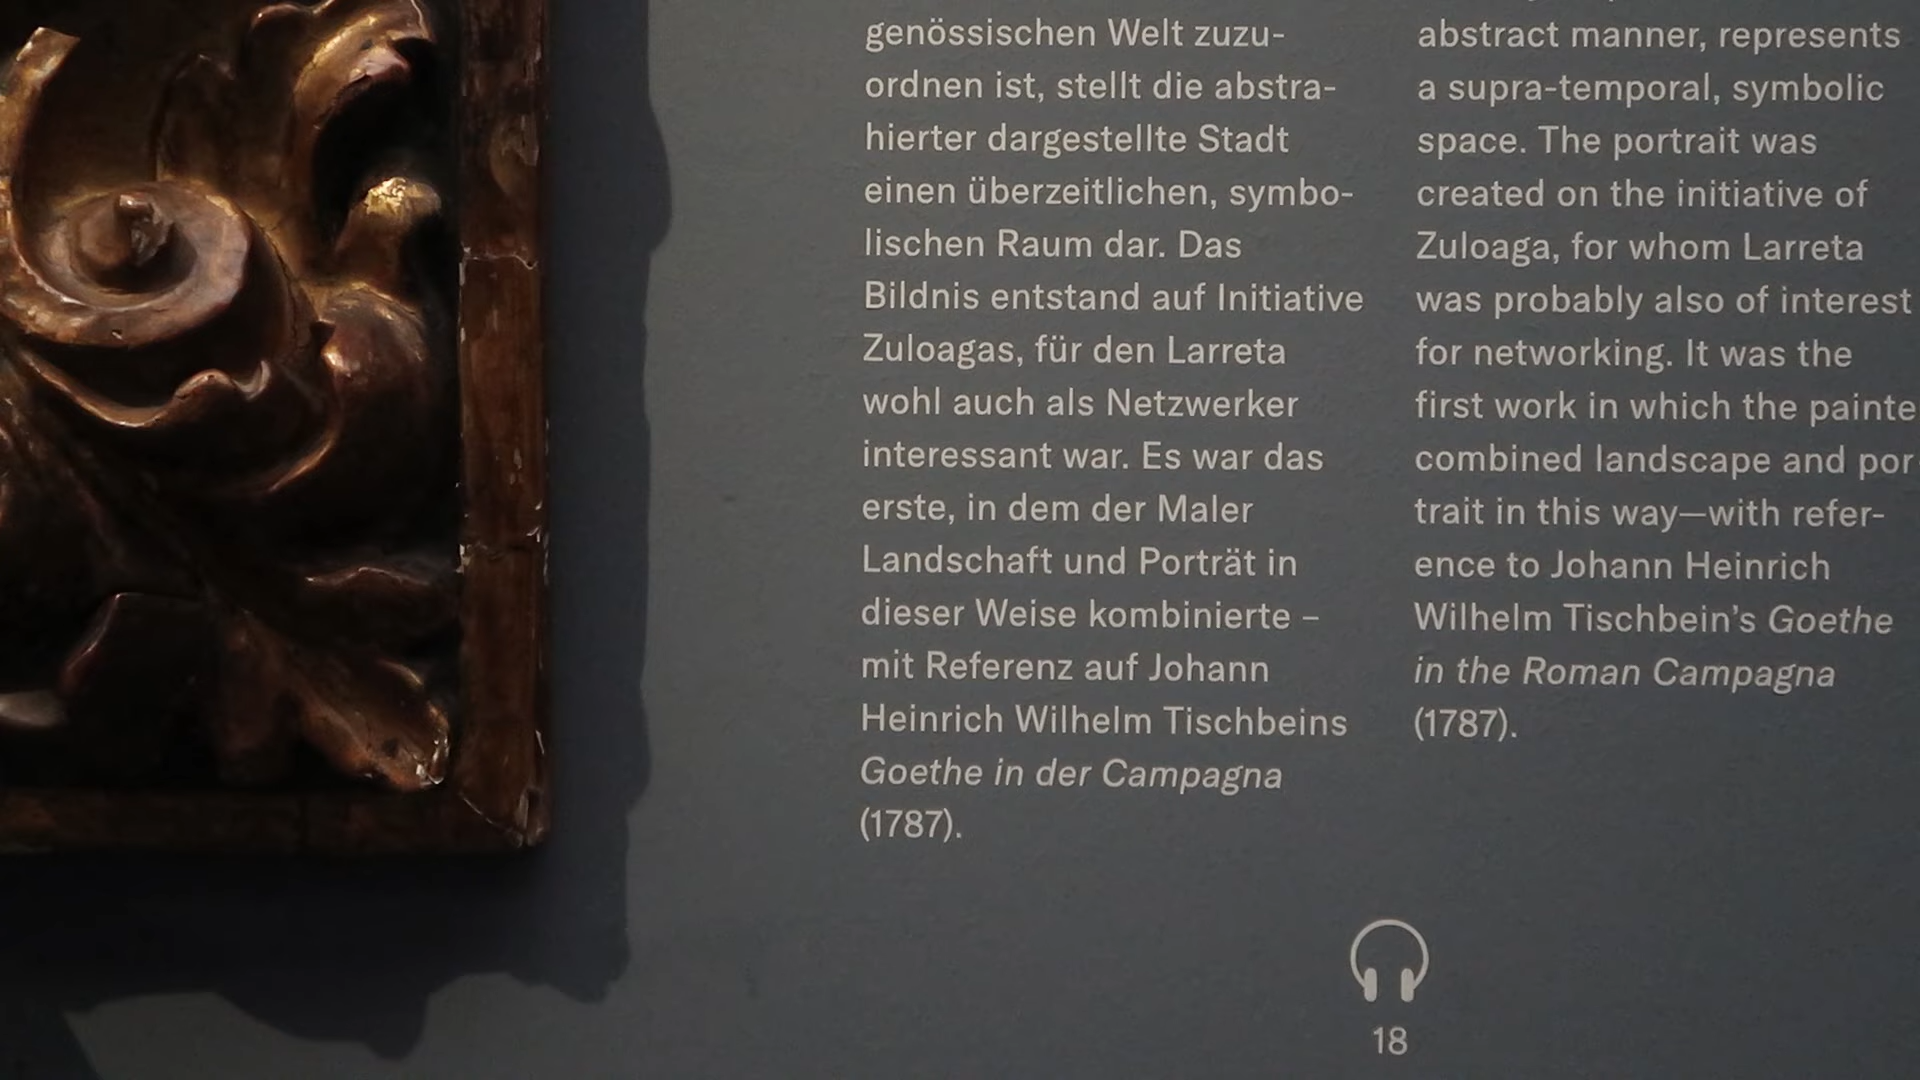 genössischen Welt zuzu-
ordnen ist, stellt die abstra-
hierter dargestellte Stadt
einen überzeitlichen, symbo-
lischen Raum dar. Das
Bildnis entstand auf Initiative
Zuloagas, für den Larreta
wohl auch als Netzwerker
interessant war. Es war das
erste, in dem der Maler
Landschaft und Porträt in
dieser Weise kombinierte –
mit Referenz auf Johann
Heinrich Wilhelm Tischbeins
Goethe in der Campagna
(1787).
abstract manner, represents
a supra-temporal, symbolic
space. The portrait was
created on the initiative of
Zuloaga, for whom Larreta
was probably also of interest
for networking. It was the
first work in which the painte
combined landscape and por-
trait in this way—with refer-
ence to Johann Heinrich
Wilhelm Tischbein's Goethe
in the Roman Campagna
(1787).
18